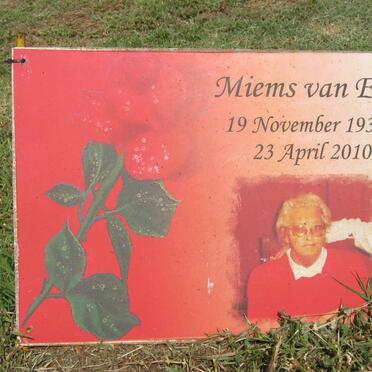 Miems van E
19 November 193
23 April 2010